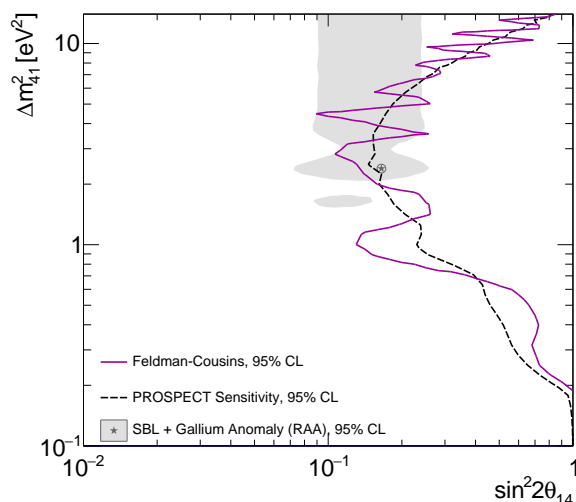 Δm²₄₁ [eV²]
10
1
10⁻¹
Feldman-Cousins, 95% CL
PROSPECT Sensitivity, 95% CL
SBL + Gallium Anomaly (RAA), 95% CL
10⁻² 10⁻¹ 1
sin²2θ₁₄